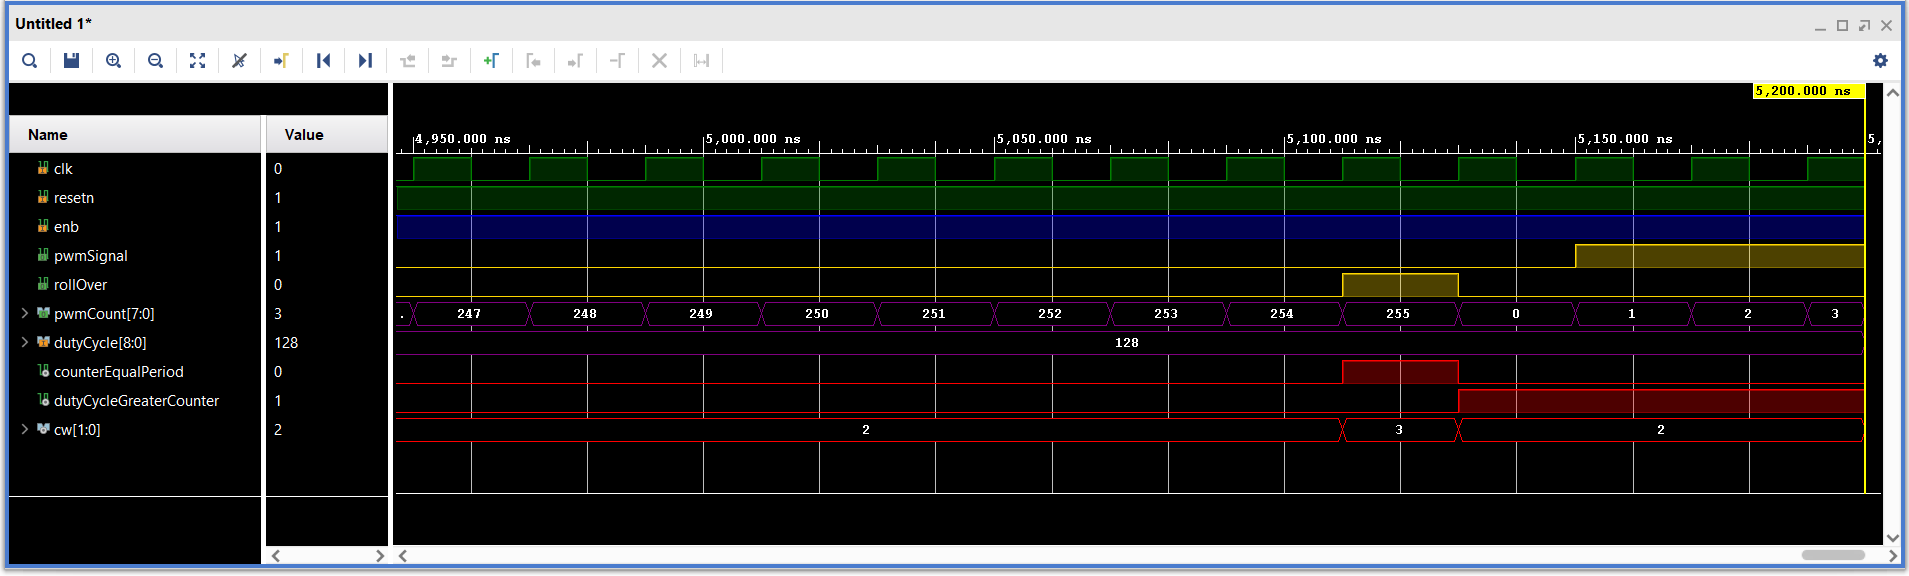 Untitled 1*
5,200.000 ns
Name Value
4,950.000 ns 5,000.000 ns 5,050.000 ns 5,100.000 ns 5,150.000 ns 5,
clk 0
resetn 1
enb 1
pwmSignal 1
rollOver 0
pwmCount[7:0] 3 . 247 248 249 250 251 252 253 254 255 0 1 2 3
dutyCycle[8:0] 128 128
counterEqualPeriod 0
dutyCycleGreaterCounter 1
cw[1:0] 2 2 3 2